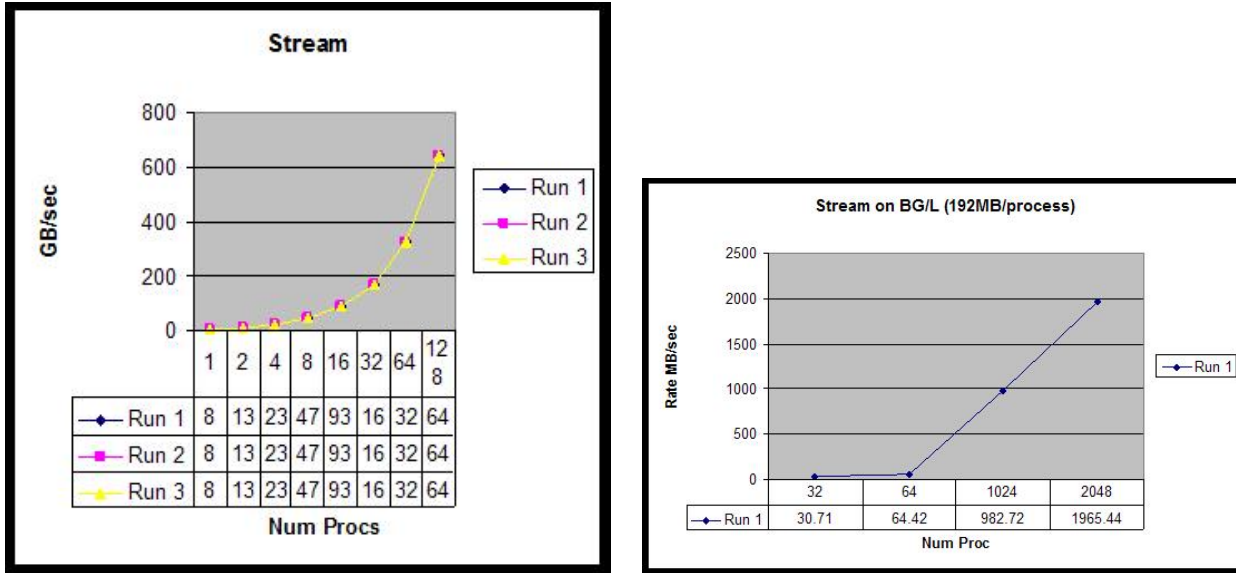 Stream
GB/sec
800
600
400
200
0
1 2 4 8 16 32 64 12
8
Run 1 8 13 23 47 93 16 32 64
Run 2 8 13 23 47 93 16 32 64
Run 3 8 13 23 47 93 16 32 64
Num Procs
Run 1
Run 2
Run 3
Stream on BG/L (192MB/process)
Rate MB/sec
2500
2000
1500
1000
500
0
32 64 1024 2048
Run 1 30.71 64.42 982.72 1965.44
Num Proc
Run 1